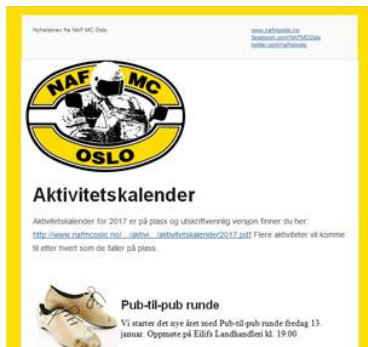 Nyhetsbrev fra NAF MC Oslo
www.nafmcoslo.no
facebook.com/NAFMCOslo
twitter.com/nafmcoslo
NAF MC
OSLO
Aktivitetskalender
Aktivitetskalender for 2017 er på plass og utskriftvennlig versjon finner du her:
http://www.nafmcoslo.no/.../aktivi.../aktivitetskalender2017.pdf Flere aktiviteter vil komme
til etter hvert som de faller på plass.
Pub-til-pub runde
Vi starter det nye året med Pub-til-pub runde fredag 13.
januar. Oppmøte på Eilifs Landhandleri kl. 19:00